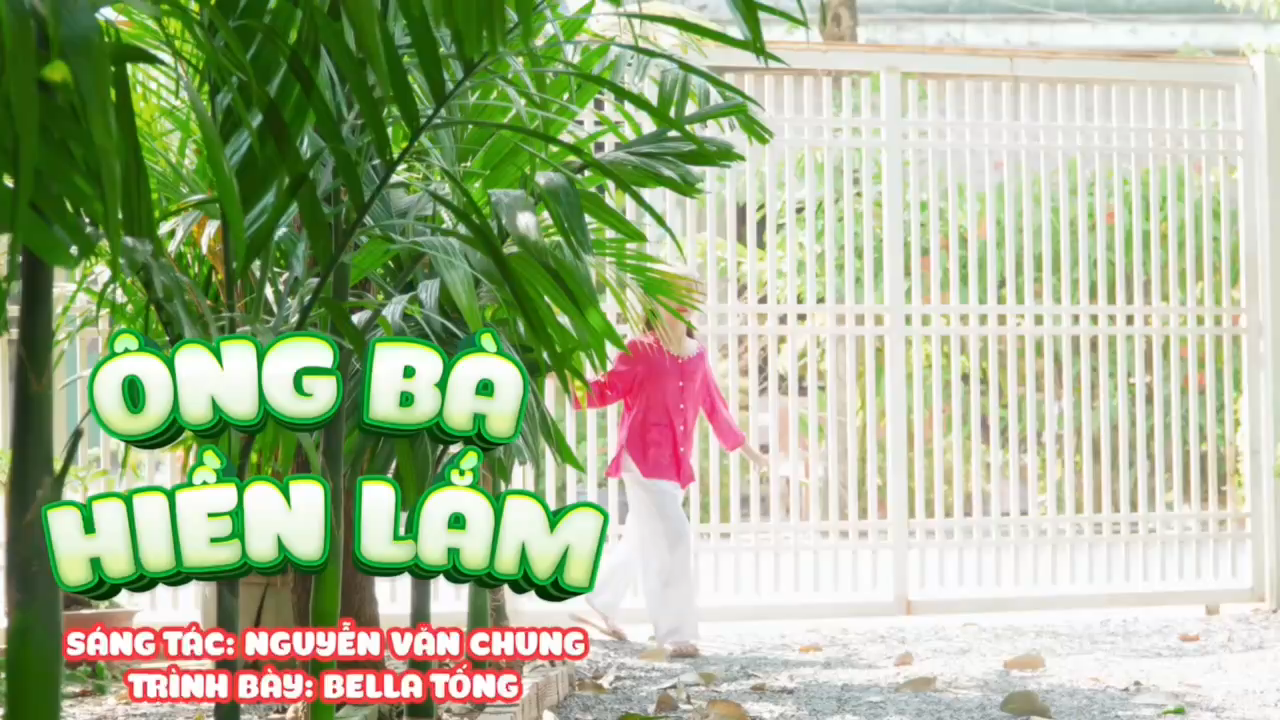 ÔNG BÀ
HIỀN LẮM
SÁNG TÁC: NGUYỄN VĂN CHUNG
TRÌNH BÀY: BELLA TỐNG